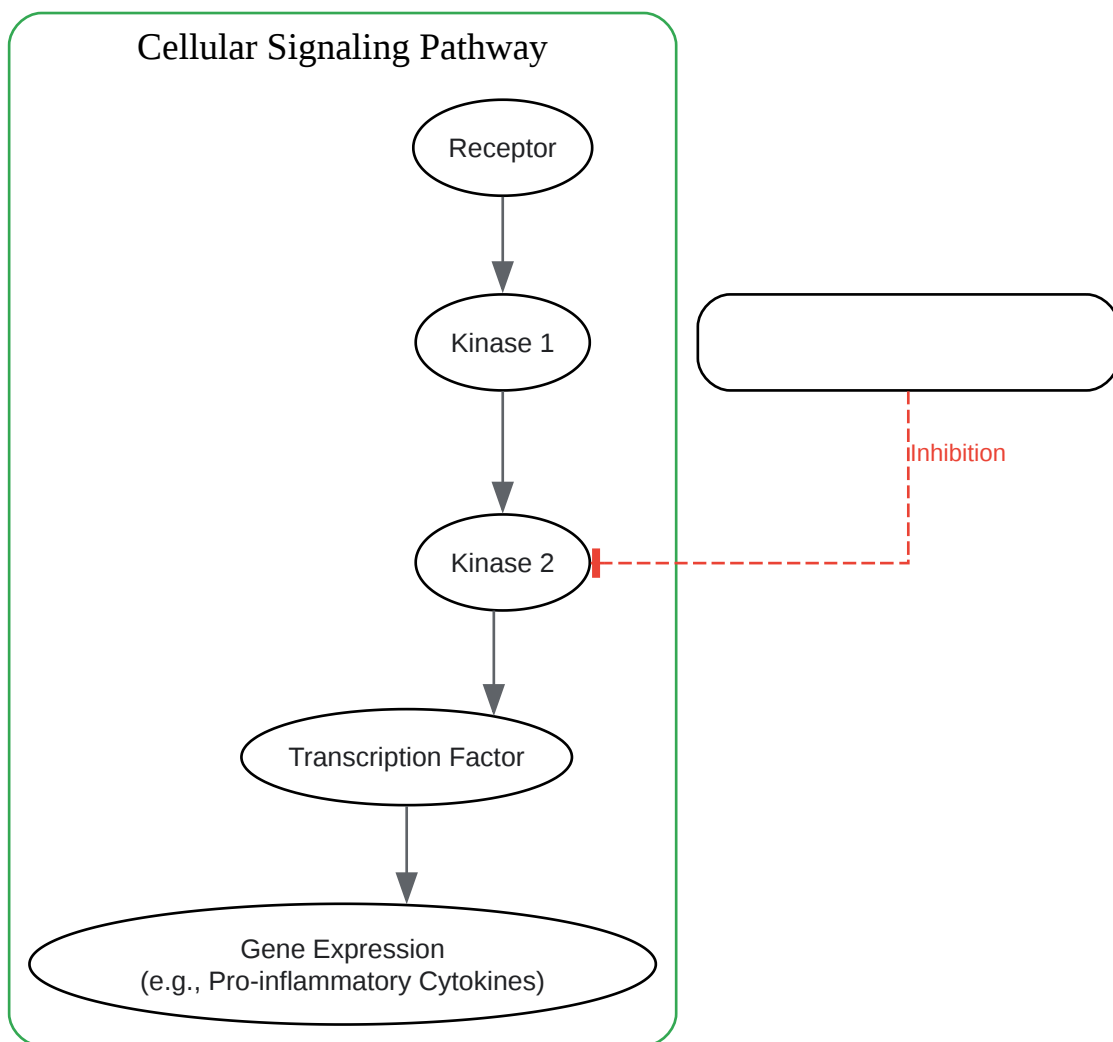 Cellular Signaling Pathway
Receptor
Kinase 1
Inhibition
Kinase 2
Transcription Factor
Gene Expression
(e.g., Pro-inflammatory Cytokines)